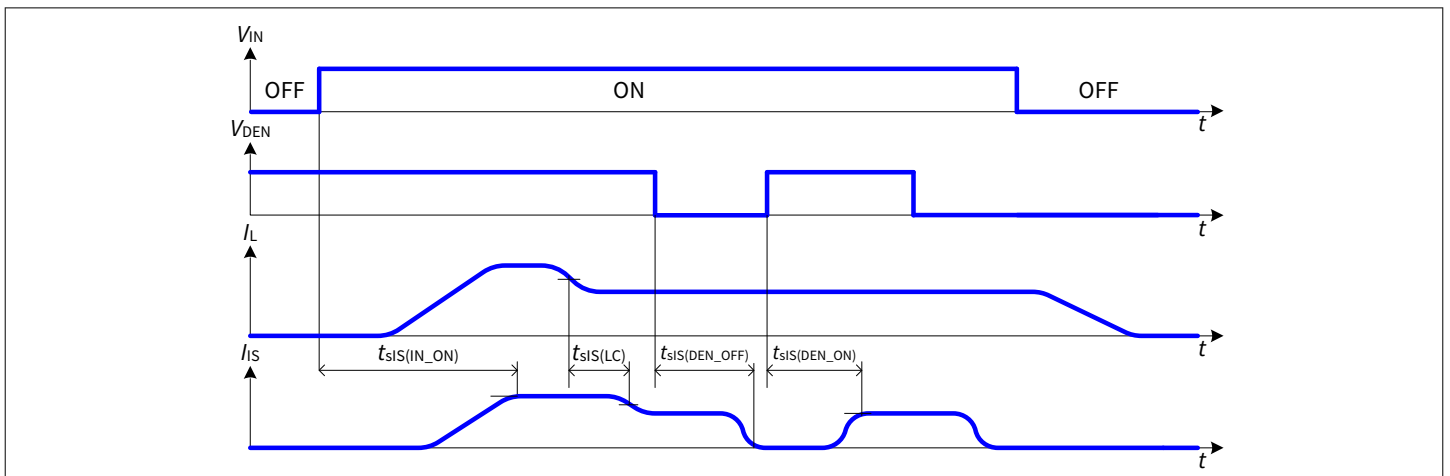 VIN
OFF ON OFF
t
VDEN
t
IL
t
IIS
tsIS(IN_ON) tsIS(LC) tsIS(DEN_OFF) tsIS(DEN_ON)
t